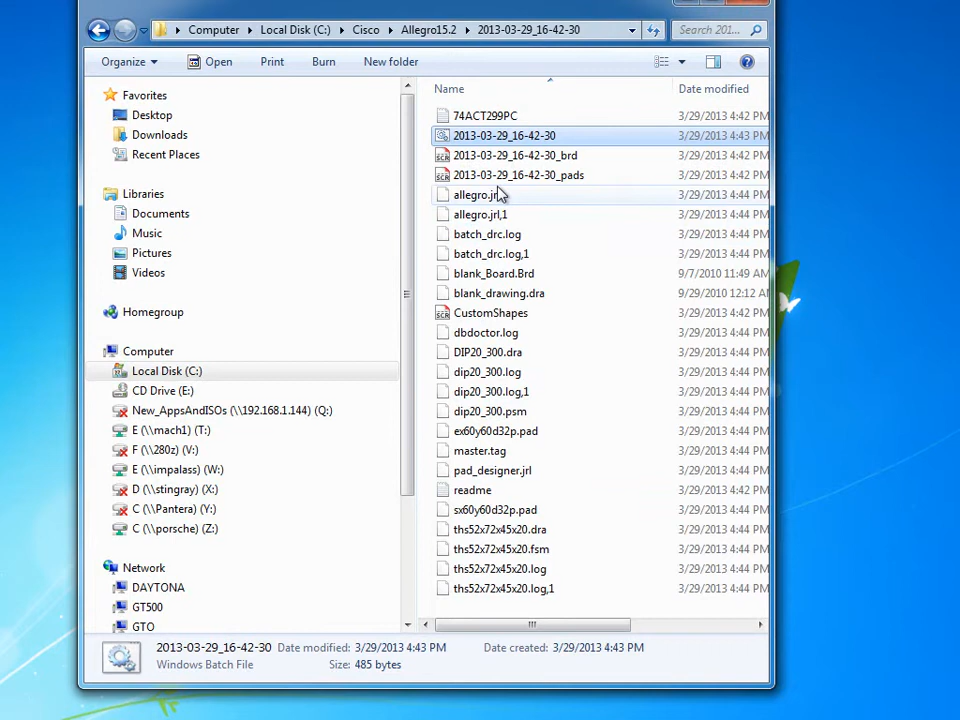 Computer Local Disk (C:) Cisco Allegro15.2 2013-03-29_16-42-30 Search 201...
Organize Open Print Burn New folder
Favorites
Desktop
Downloads
Recent Places
Libraries
Documents
Music
Pictures
Videos
Homegroup
Computer
Local Disk (C:)
CD Drive (E:)
New_AppsAndISOs (\\192.168.1.144) (Q:)
E (\\mach1) (T:)
F (\\280z) (V:)
E (\\impalass) (W:)
D (\\stingray) (X:)
C (\\Pantera) (Y:)
C (\\porsche) (Z:)
Network
DAYTONA
GT500
GTO
Name Date modified
74ACT299PC 3/29/2013 4:42 PM
2013-03-29_16-42-30 3/29/2013 4:43 PM
2013-03-29_16-42-30_brd 3/29/2013 4:42 PM
2013-03-29_16-42-30_pads 3/29/2013 4:42 PM
allegro.jrl 3/29/2013 4:44 PM
allegro.jrl,1 3/29/2013 4:44 PM
batch_drc.log 3/29/2013 4:44 PM
batch_drc.log,1 3/29/2013 4:44 PM
blank_Board.Brd 9/7/2010 11:49 AM
blank_drawing.dra 9/29/2010 12:12 AM
CustomShapes 3/29/2013 4:42 PM
dbdoctor.log 3/29/2013 4:44 PM
DIP20_300.dra 3/29/2013 4:44 PM
dip20_300.log 3/29/2013 4:44 PM
dip20_300.log,1 3/29/2013 4:44 PM
dip20_300.psm 3/29/2013 4:44 PM
ex60y60d32p.pad 3/29/2013 4:44 PM
master.tag 3/29/2013 4:44 PM
pad_designer.jrl 3/29/2013 4:44 PM
readme 3/29/2013 4:42 PM
sx60y60d32p.pad 3/29/2013 4:44 PM
ths52x72x45x20.dra 3/29/2013 4:44 PM
ths52x72x45x20.fsm 3/29/2013 4:44 PM
ths52x72x45x20.log 3/29/2013 4:44 PM
ths52x72x45x20.log,1 3/29/2013 4:44 PM
2013-03-29_16-42-30 Date modified: 3/29/2013 4:43 PM Date created: 3/29/2013 4:43 PM
Windows Batch File Size: 485 bytes